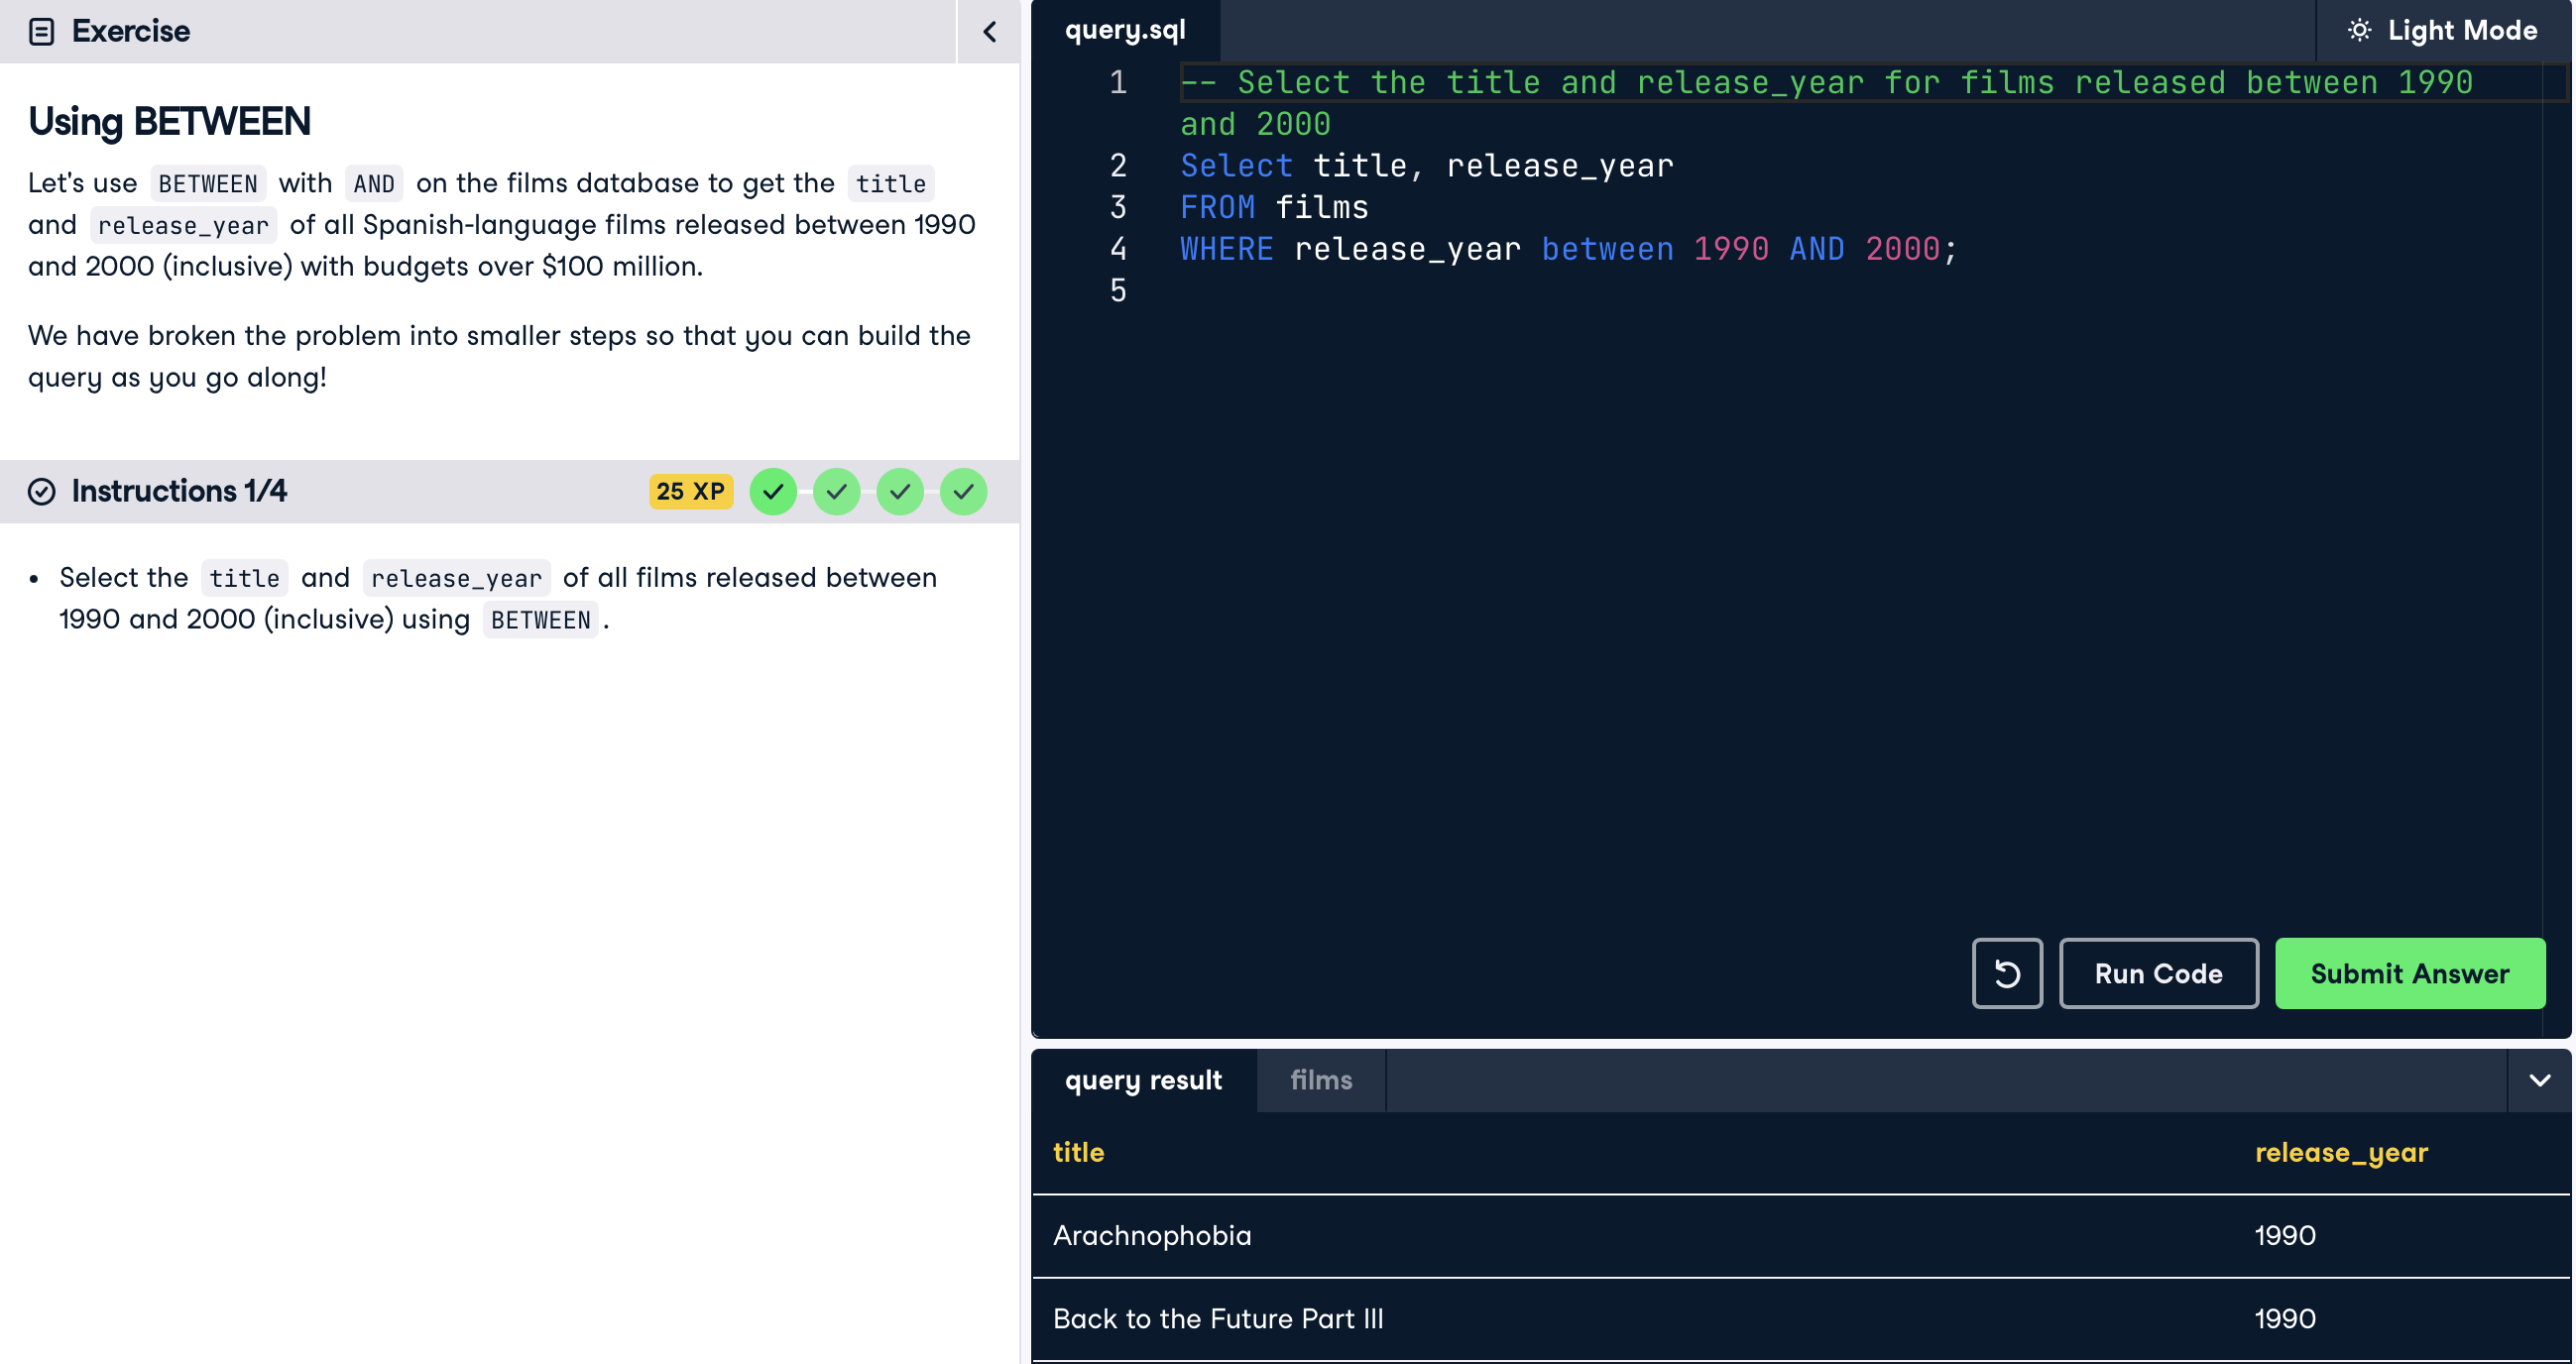 Exercise
Using BETWEEN
Let's use BETWEEN with AND on the films database to get the title
and release_year of all Spanish-language films released between 1990
and 2000 (inclusive) with budgets over $100 million.
We have broken the problem into smaller steps so that you can build the
query as you go along!
Instructions 1/4
25 XP
• Select the title and release_year of all films released between
1990 and 2000 (inclusive) using BETWEEN.
query.sql
Light Mode
1 -- Select the title and release_year for films released between 1990
and 2000
2 Select title, release_year
3 FROM films
4 WHERE release_year between 1990 AND 2000;
5
Run Code
Submit Answer
query result
films
title release_year
Arachnophobia 1990
Back to the Future Part III 1990